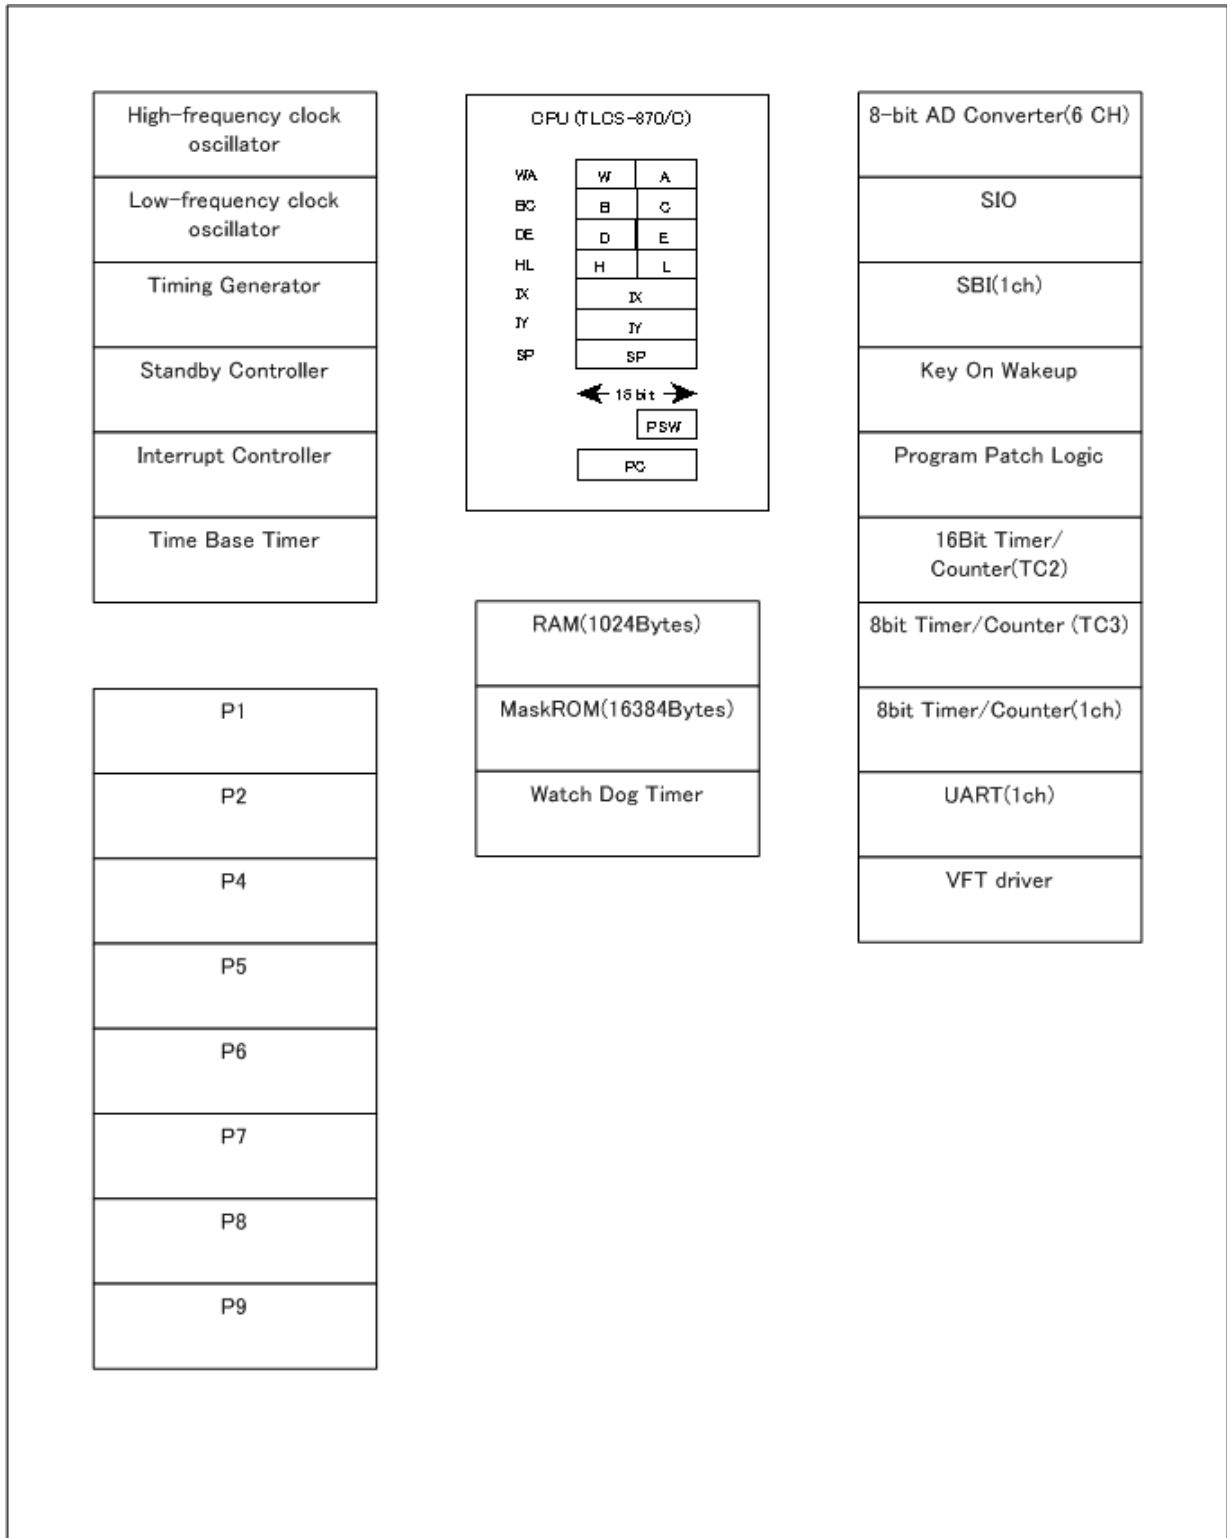 High-frequency clock
oscillator
Low-frequency clock
oscillator
Timing Generator
Standby Controller
Interrupt Controller
Time Base Timer
P1
P2
P4
P5
P6
P7
P8
P9
CPU (TLCS-870/C)
WA W A
BC B C
DE D E
HL H L
IX IX
IY IY
SP SP
16 bit
PSW
PC
RAM(1024Bytes)
MaskROM(16384Bytes)
Watch Dog Timer
8-bit AD Converter(6 CH)
SIO
SBI(1ch)
Key On Wakeup
Program Patch Logic
16Bit Timer/
Counter(TC2)
8bit Timer/Counter (TC3)
8bit Timer/Counter(1ch)
UART(1ch)
VFT driver